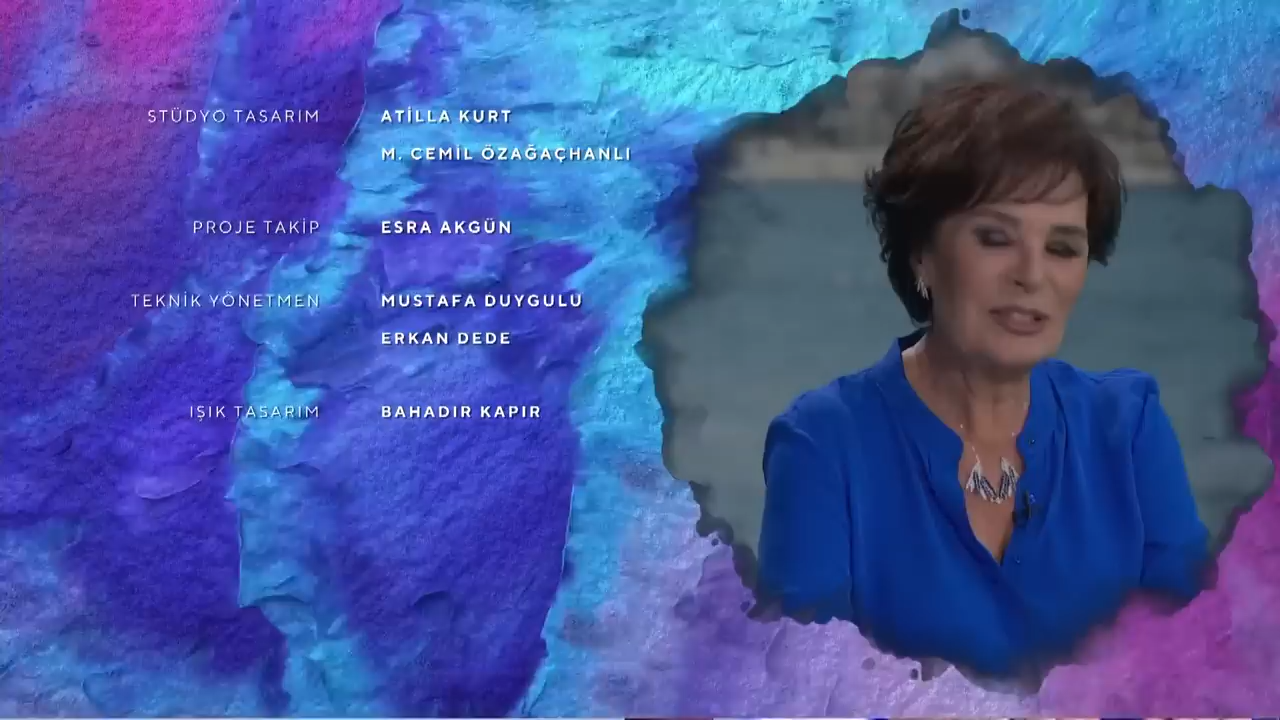 STÜDYO TASARIM ATİLLA KURT
M. CEMİL ÖZAĞAÇHANLI
PROJE TAKİP ESRA AKGÜN
TEKNİK YÖNETMEN MUSTAFA DUYGULU
ERKAN DEDE
IŞIK TASARIM BAHADIR KAPIR